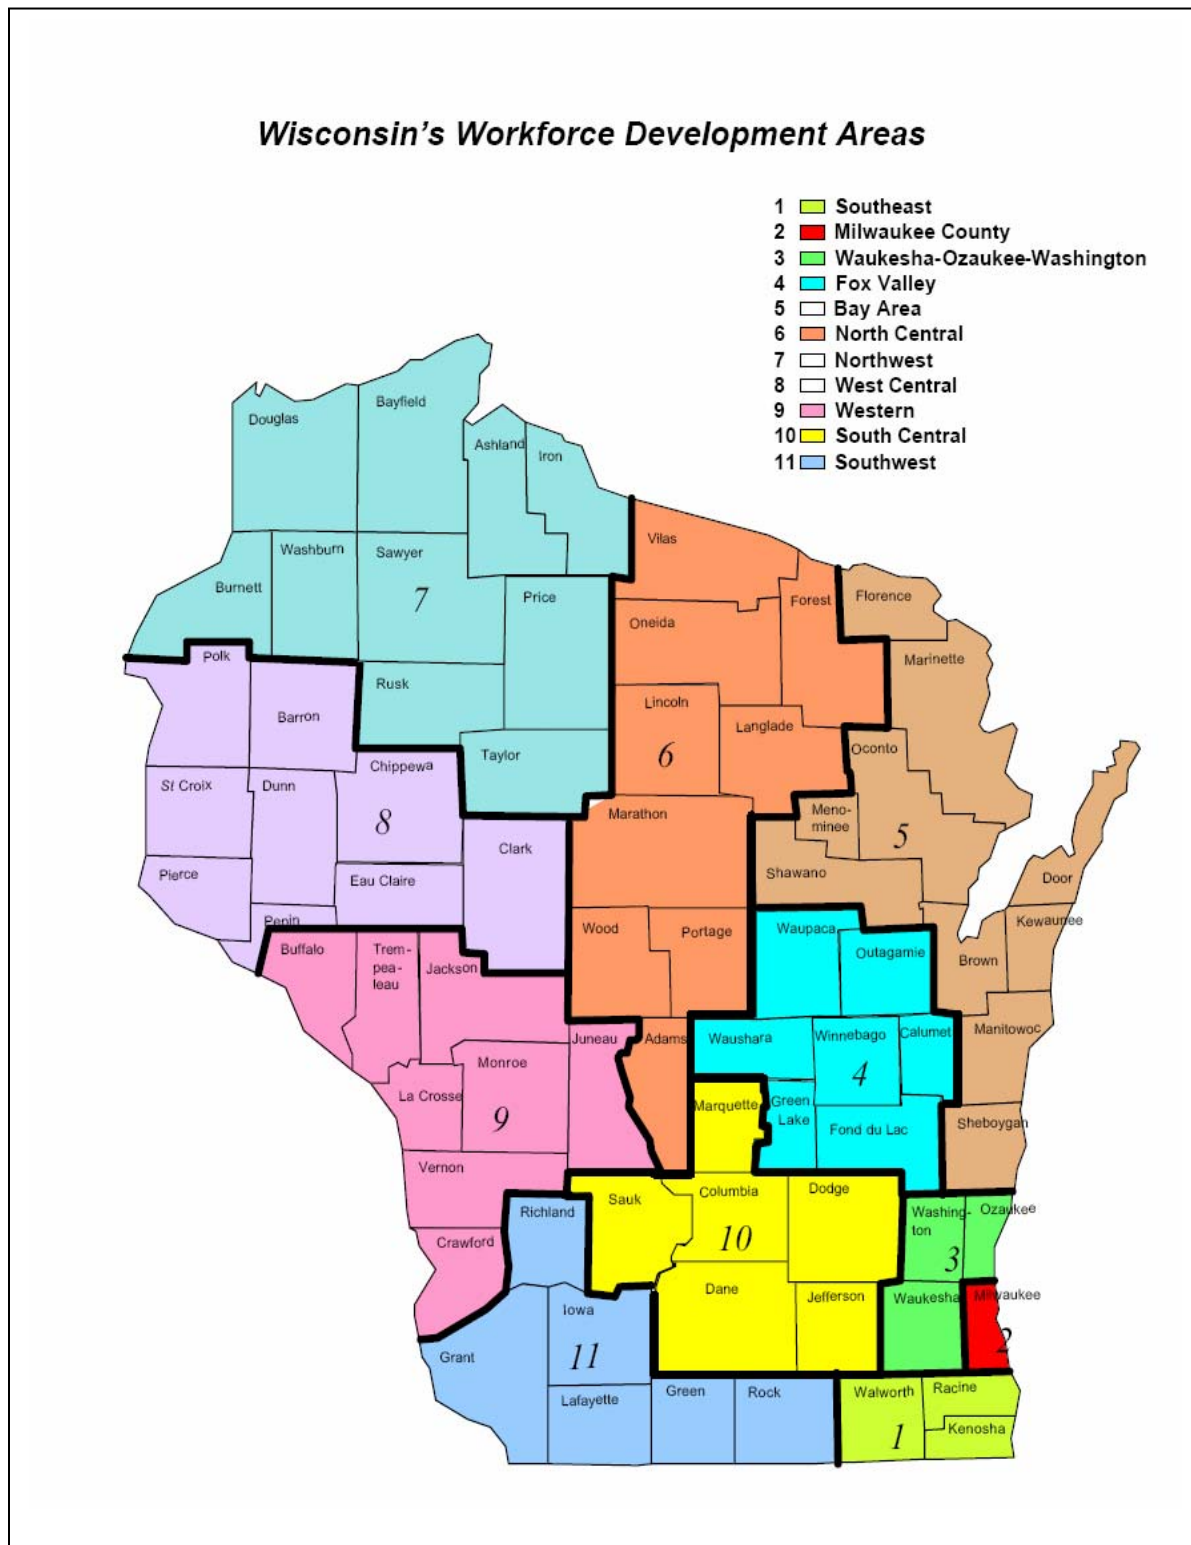 Wisconsin's Workforce Development Areas
1 Southeast
2 Milwaukee County
3 Waukesha-Ozaukee-Washington
4 Fox Valley
5 Bay Area
6 North Central
7 Northwest
8 West Central
9 Western
10 South Central
11 Southwest
Douglas
Bayfield
Ashland
Iron
Burnett
Washburn
Sawyer
7
Price
Rusk
Taylor
Vilas
Forest
Oneida
Lincoln
Langlade
6
Marathon
Wood
Portage
Adams
Florence
Marinette
Oconto
Meno-
minee
5
Shawano
Door
Kewaunee
Brown
Manitowoc
Sheboygan
Polk
Barron
Chippewa
St Croix
Dunn
8
Clark
Pierce
Eau Claire
Pepin
Buffalo
Trem-
pea-
leau
Jackson
Juneau
Monroe
La Crosse
9
Vernon
Crawford
Waupaca
Outagamie
Waushara
Winnebago
Calumet
4
Green
Lake
Fond du Lac
Marquette
Sauk
Columbia
Dodge
10
Dane
Jefferson
Washing-
ton
Ozaukee
3
Waukesha
Milwaukee
2
Richland
Iowa
Grant
11
Lafayette
Green
Rock
Walworth
Racine
Kenosha
1